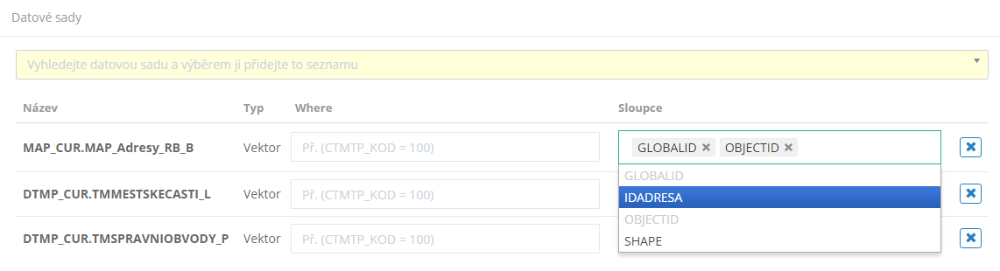 Datové sady
Vyhledejte datovou sadu a výběrem ji přidejte to seznamu
Název Typ Where Sloupce
MAP_CUR.MAP_Adresy_RB_B Vektor Př. (CTMTP_KOD = 100) GLOBALID × OBJECTID ×
GLOBALID
DTMP_CUR.TMMESTSKECASTI_L Vektor Př. (CTMTP_KOD = 100) IDADRESA
OBJECTID
DTMP_CUR.TMSPRAVNIOBVODY_P Vektor Př. (CTMTP_KOD = 100) SHAPE